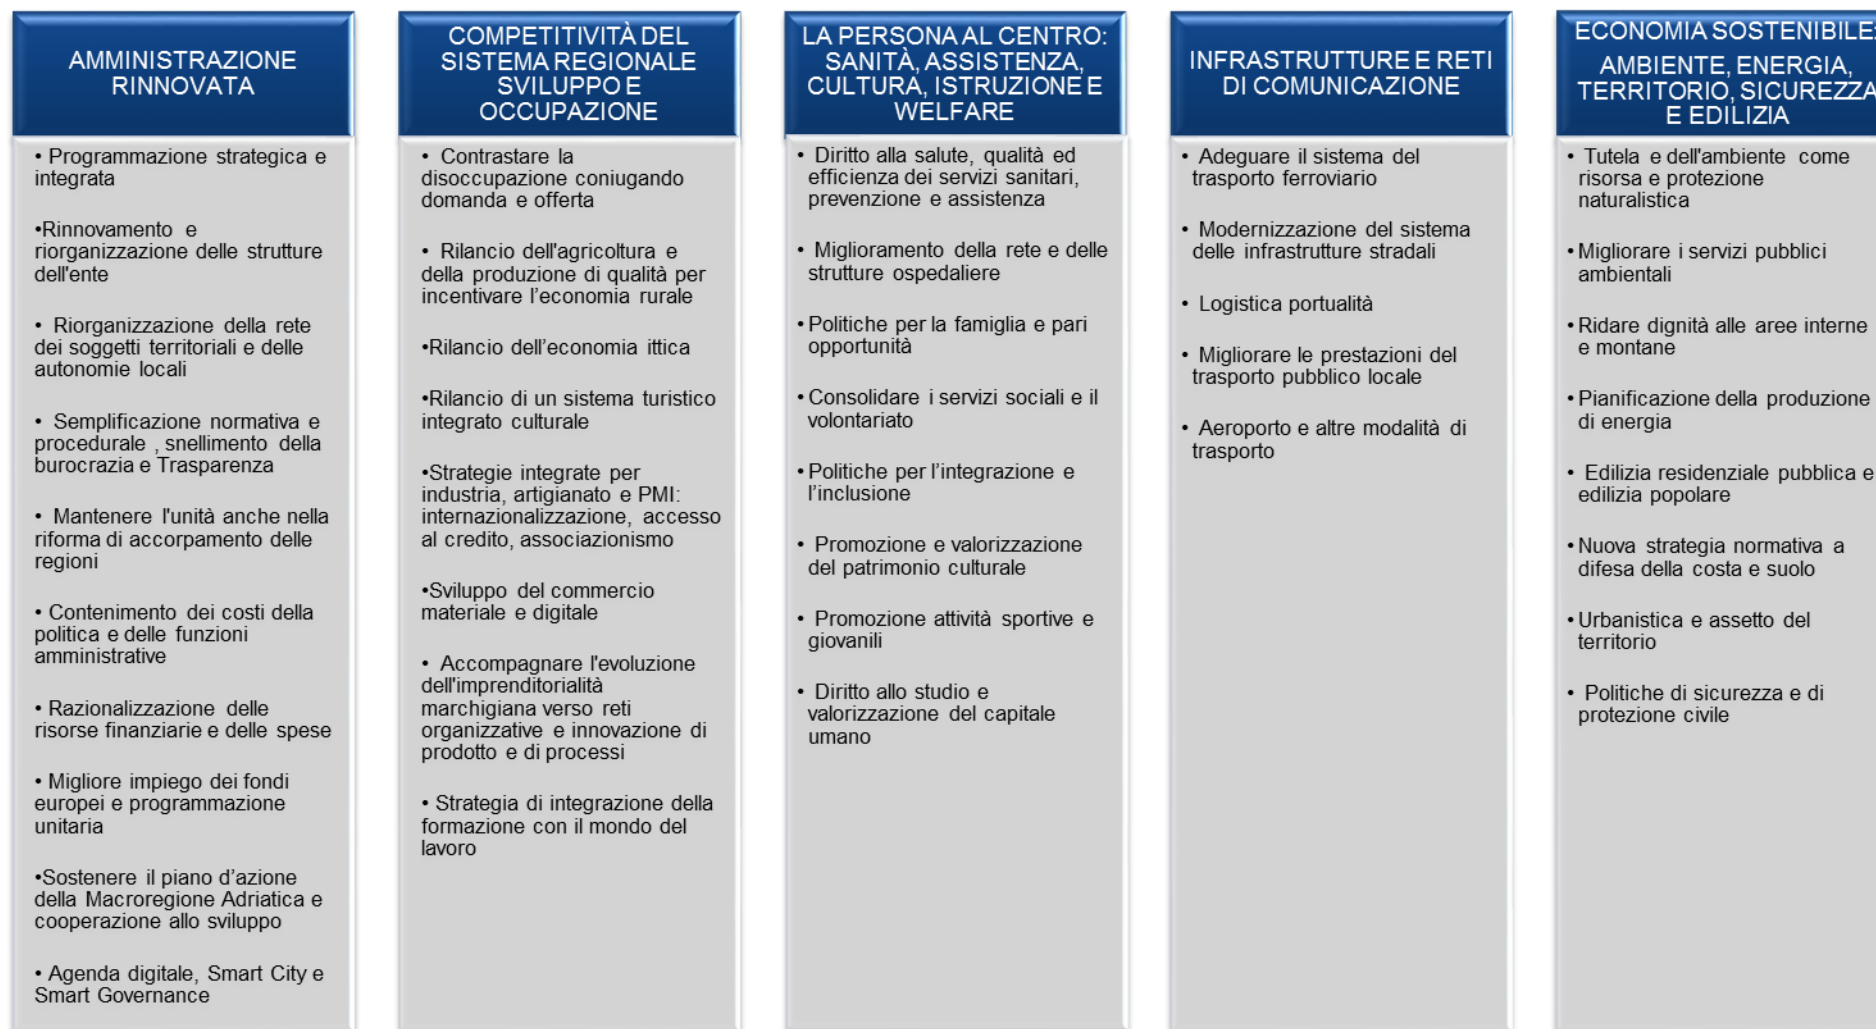 AMMINISTRAZIONE
RINNOVATA
• Programmazione strategica e
integrata
•Rinnovamento e
riorganizzazione delle strutture
dell'ente
• Riorganizzazione della rete
dei soggetti territoriali e delle
autonomie locali
• Semplificazione normativa e
procedurale , snellimento della
burocrazia e Trasparenza
• Mantenere l'unità anche nella
riforma di accorpamento delle
regioni
• Contenimento dei costi della
politica e delle funzioni
amministrative
• Razionalizzazione delle
risorse finanziarie e delle spese
• Migliore impiego dei fondi
europei e programmazione
unitaria
•Sostenere il piano d’azione
della Macroregione Adriatica e
cooperazione allo sviluppo
• Agenda digitale, Smart City e
Smart Governance
COMPETITIVITÀ DEL
SISTEMA REGIONALE
SVILUPPO E
OCCUPAZIONE
• Contrastare la
disoccupazione coniugando
domanda e offerta
• Rilancio dell'agricoltura e
della produzione di qualità per
incentivare l’economia rurale
•Rilancio dell’economia ittica
•Rilancio di un sistema turistico
integrato culturale
•Strategie integrate per
industria, artigianato e PMI:
internazionalizzazione, accesso
al credito, associazionismo
•Sviluppo del commercio
materiale e digitale
• Accompagnare l'evoluzione
dell'imprenditorialità
marchigiana verso reti
organizzative e innovazione di
prodotto e di processi
• Strategia di integrazione della
formazione con il mondo del
lavoro
LA PERSONA AL CENTRO:
SANITÀ, ASSISTENZA,
CULTURA, ISTRUZIONE E
WELFARE
• Diritto alla salute, qualità ed
efficienza dei servizi sanitari,
prevenzione e assistenza
• Miglioramento della rete e delle
strutture ospedaliere
• Politiche per la famiglia e pari
opportunità
• Consolidare i servizi sociali e il
volontariato
• Politiche per l’integrazione e
l’inclusione
• Promozione e valorizzazione
del patrimonio culturale
• Promozione attività sportive e
giovanili
• Diritto allo studio e
valorizzazione del capitale
umano
INFRASTRUTTURE E RETI
DI COMUNICAZIONE
• Adeguare il sistema del
trasporto ferroviario
• Modernizzazione del sistema
delle infrastrutture stradali
• Logistica portualità
• Migliorare le prestazioni del
trasporto pubblico locale
• Aeroporto e altre modalità di
trasporto
ECONOMIA SOSTENIBILE:
AMBIENTE, ENERGIA,
TERRITORIO, SICUREZZA
E EDILIZIA
• Tutela e dell'ambiente come
risorsa e protezione
naturalistica
• Migliorare i servizi pubblici
ambientali
• Ridare dignità alle aree interne
e montane
• Pianificazione della produzione
di energia
• Edilizia residenziale pubblica e
edilizia popolare
• Nuova strategia normativa a
difesa della costa e suolo
• Urbanistica e assetto del
territorio
• Politiche di sicurezza e di
protezione civile